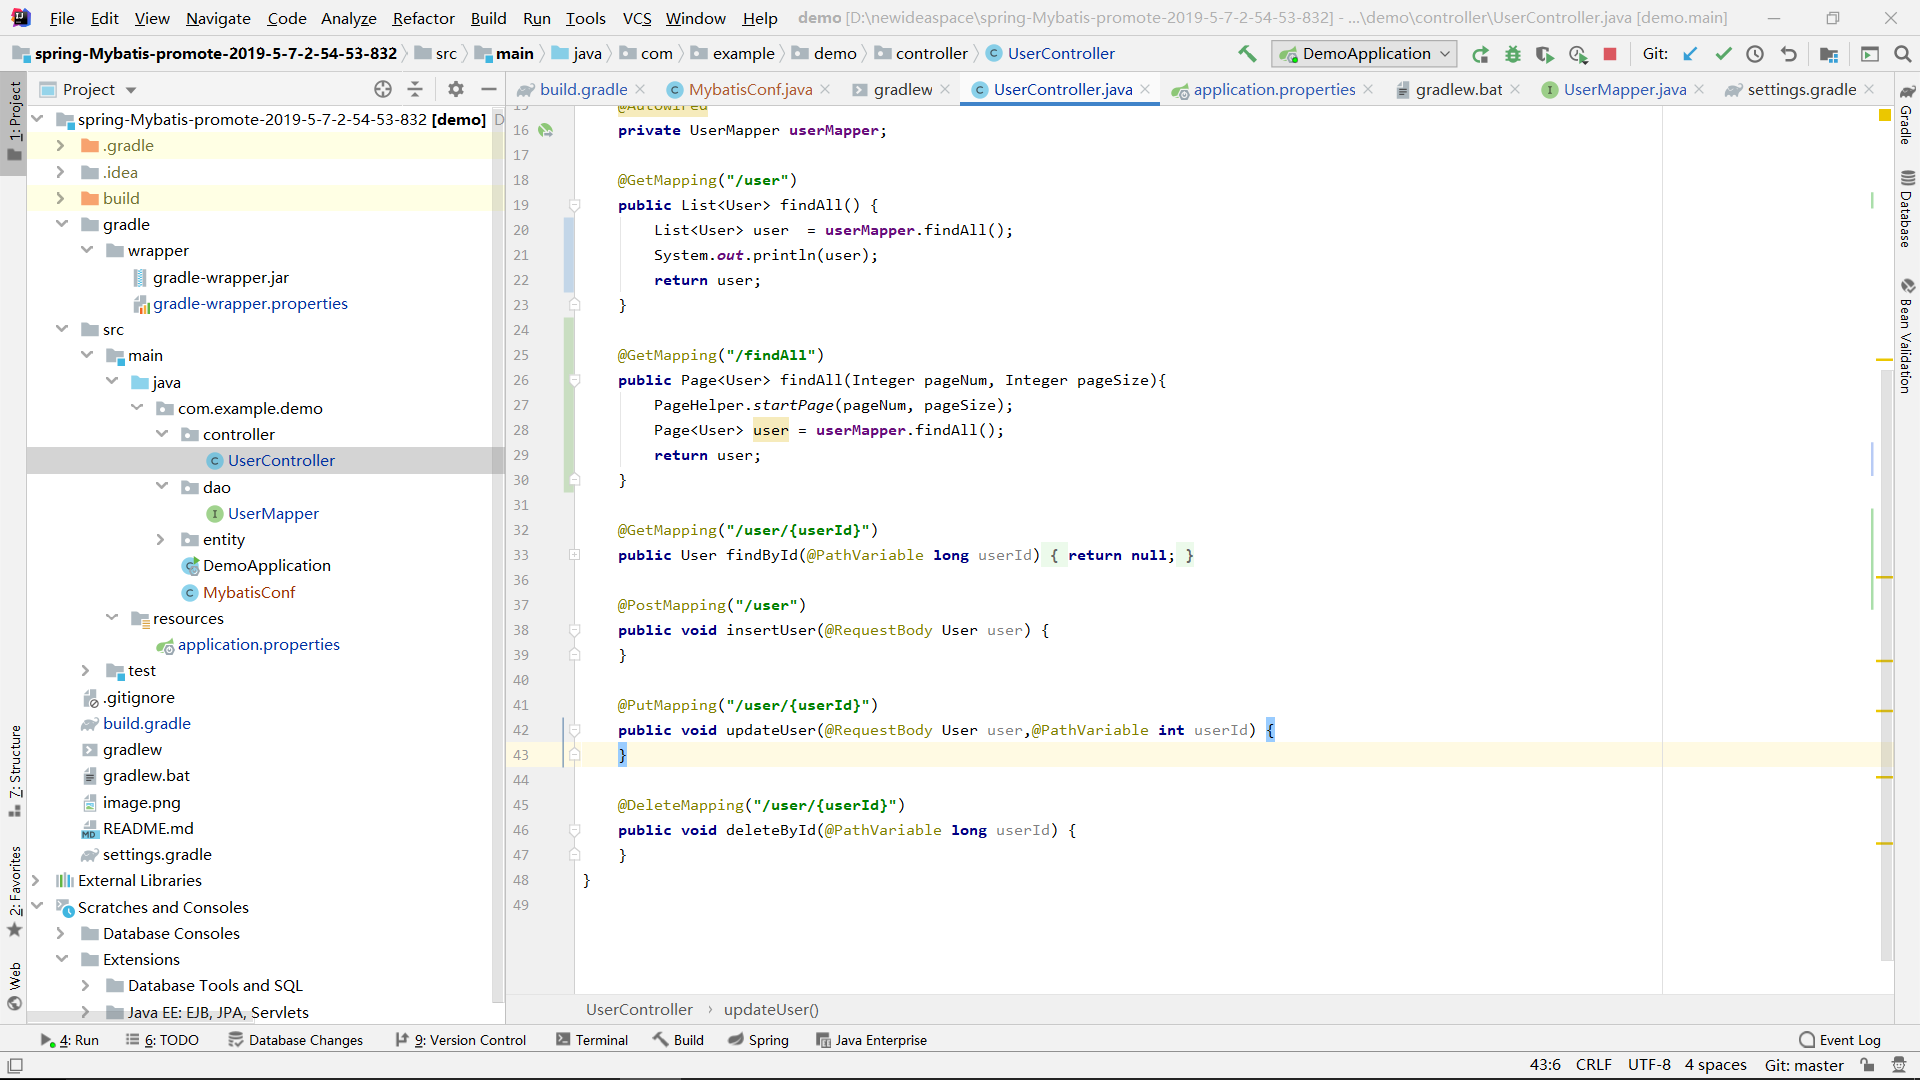 File Edit View Navigate Code Analyze Refactor Build Run Tools VCS Window Help demo [D:\newideaspace\spring-Mybatis-promote-2019-5-7-2-54-53-832] - ...\demo\controller\UserController.java [demo.main]
spring-Mybatis-promote-2019-5-7-2-54-53-832 src main java com example demo controller UserController DemoApplication Git:
Project
build.gradle MybatisConf.java gradlew UserController.java application.properties gradlew.bat UserMapper.java settings.gradle
1: Project
7: Structure
2: Favorites
Web
spring-Mybatis-promote-2019-5-7-2-54-53-832 [demo] D
.gradle
.idea
build
gradle
wrapper
gradle-wrapper.jar
gradle-wrapper.properties
src
main
java
com.example.demo
controller
UserController
dao
UserMapper
entity
DemoApplication
MybatisConf
resources
application.properties
test
.gitignore
build.gradle
gradlew
gradlew.bat
image.png
README.md
settings.gradle
External Libraries
Scratches and Consoles
Database Consoles
Extensions
Database Tools and SQL
Java EE: EJB, JPA, Servlets
15 @Autowired
16 private UserMapper userMapper;
17
18 @GetMapping("/user")
19 public List<User> findAll() {
20 List<User> user  = userMapper.findAll();
21 System.out.println(user);
22 return user;
23 }
24
25 @GetMapping("/findAll")
26 public Page<User> findAll(Integer pageNum, Integer pageSize){
27 PageHelper.startPage(pageNum, pageSize);
28 Page<User> user = userMapper.findAll();
29 return user;
30 }
31
32 @GetMapping("/user/{userId}")
33 public User findById(@PathVariable long userId) { return null; }
36
37 @PostMapping("/user")
38 public void insertUser(@RequestBody User user) {
39 }
40
41 @PutMapping("/user/{userId}")
42 public void updateUser(@RequestBody User user,@PathVariable int userId) {
43 }
44
45 @DeleteMapping("/user/{userId}")
46 public void deleteById(@PathVariable long userId) {
47 }
48 }
49
UserController › updateUser()
Gradle
Database
Bean Validation
4: Run 6: TODO Database Changes 9: Version Control Terminal Build Spring Java Enterprise Event Log
43:6 CRLF UTF-8 4 spaces Git: master